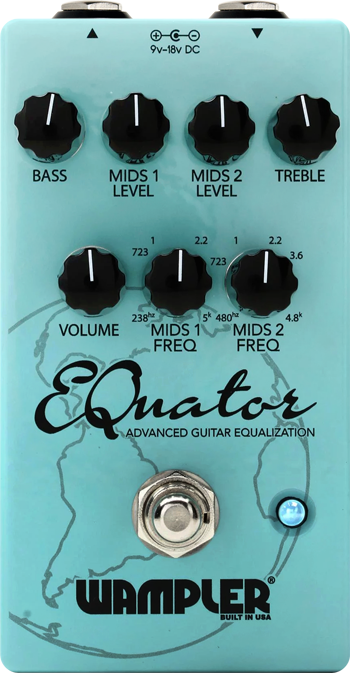 9v-18v DC
BASS
MIDS 1
LEVEL
MIDS 2
LEVEL
TREBLE
VOLUME
238hz 723 1 2.2 5k
MIDS 1
FREQ
480hz 723 1 2.2 3.6 4.8k
MIDS 2
FREQ
EQuator
ADVANCED GUITAR EQUALIZATION
WAMPLER®
BUILT IN USA